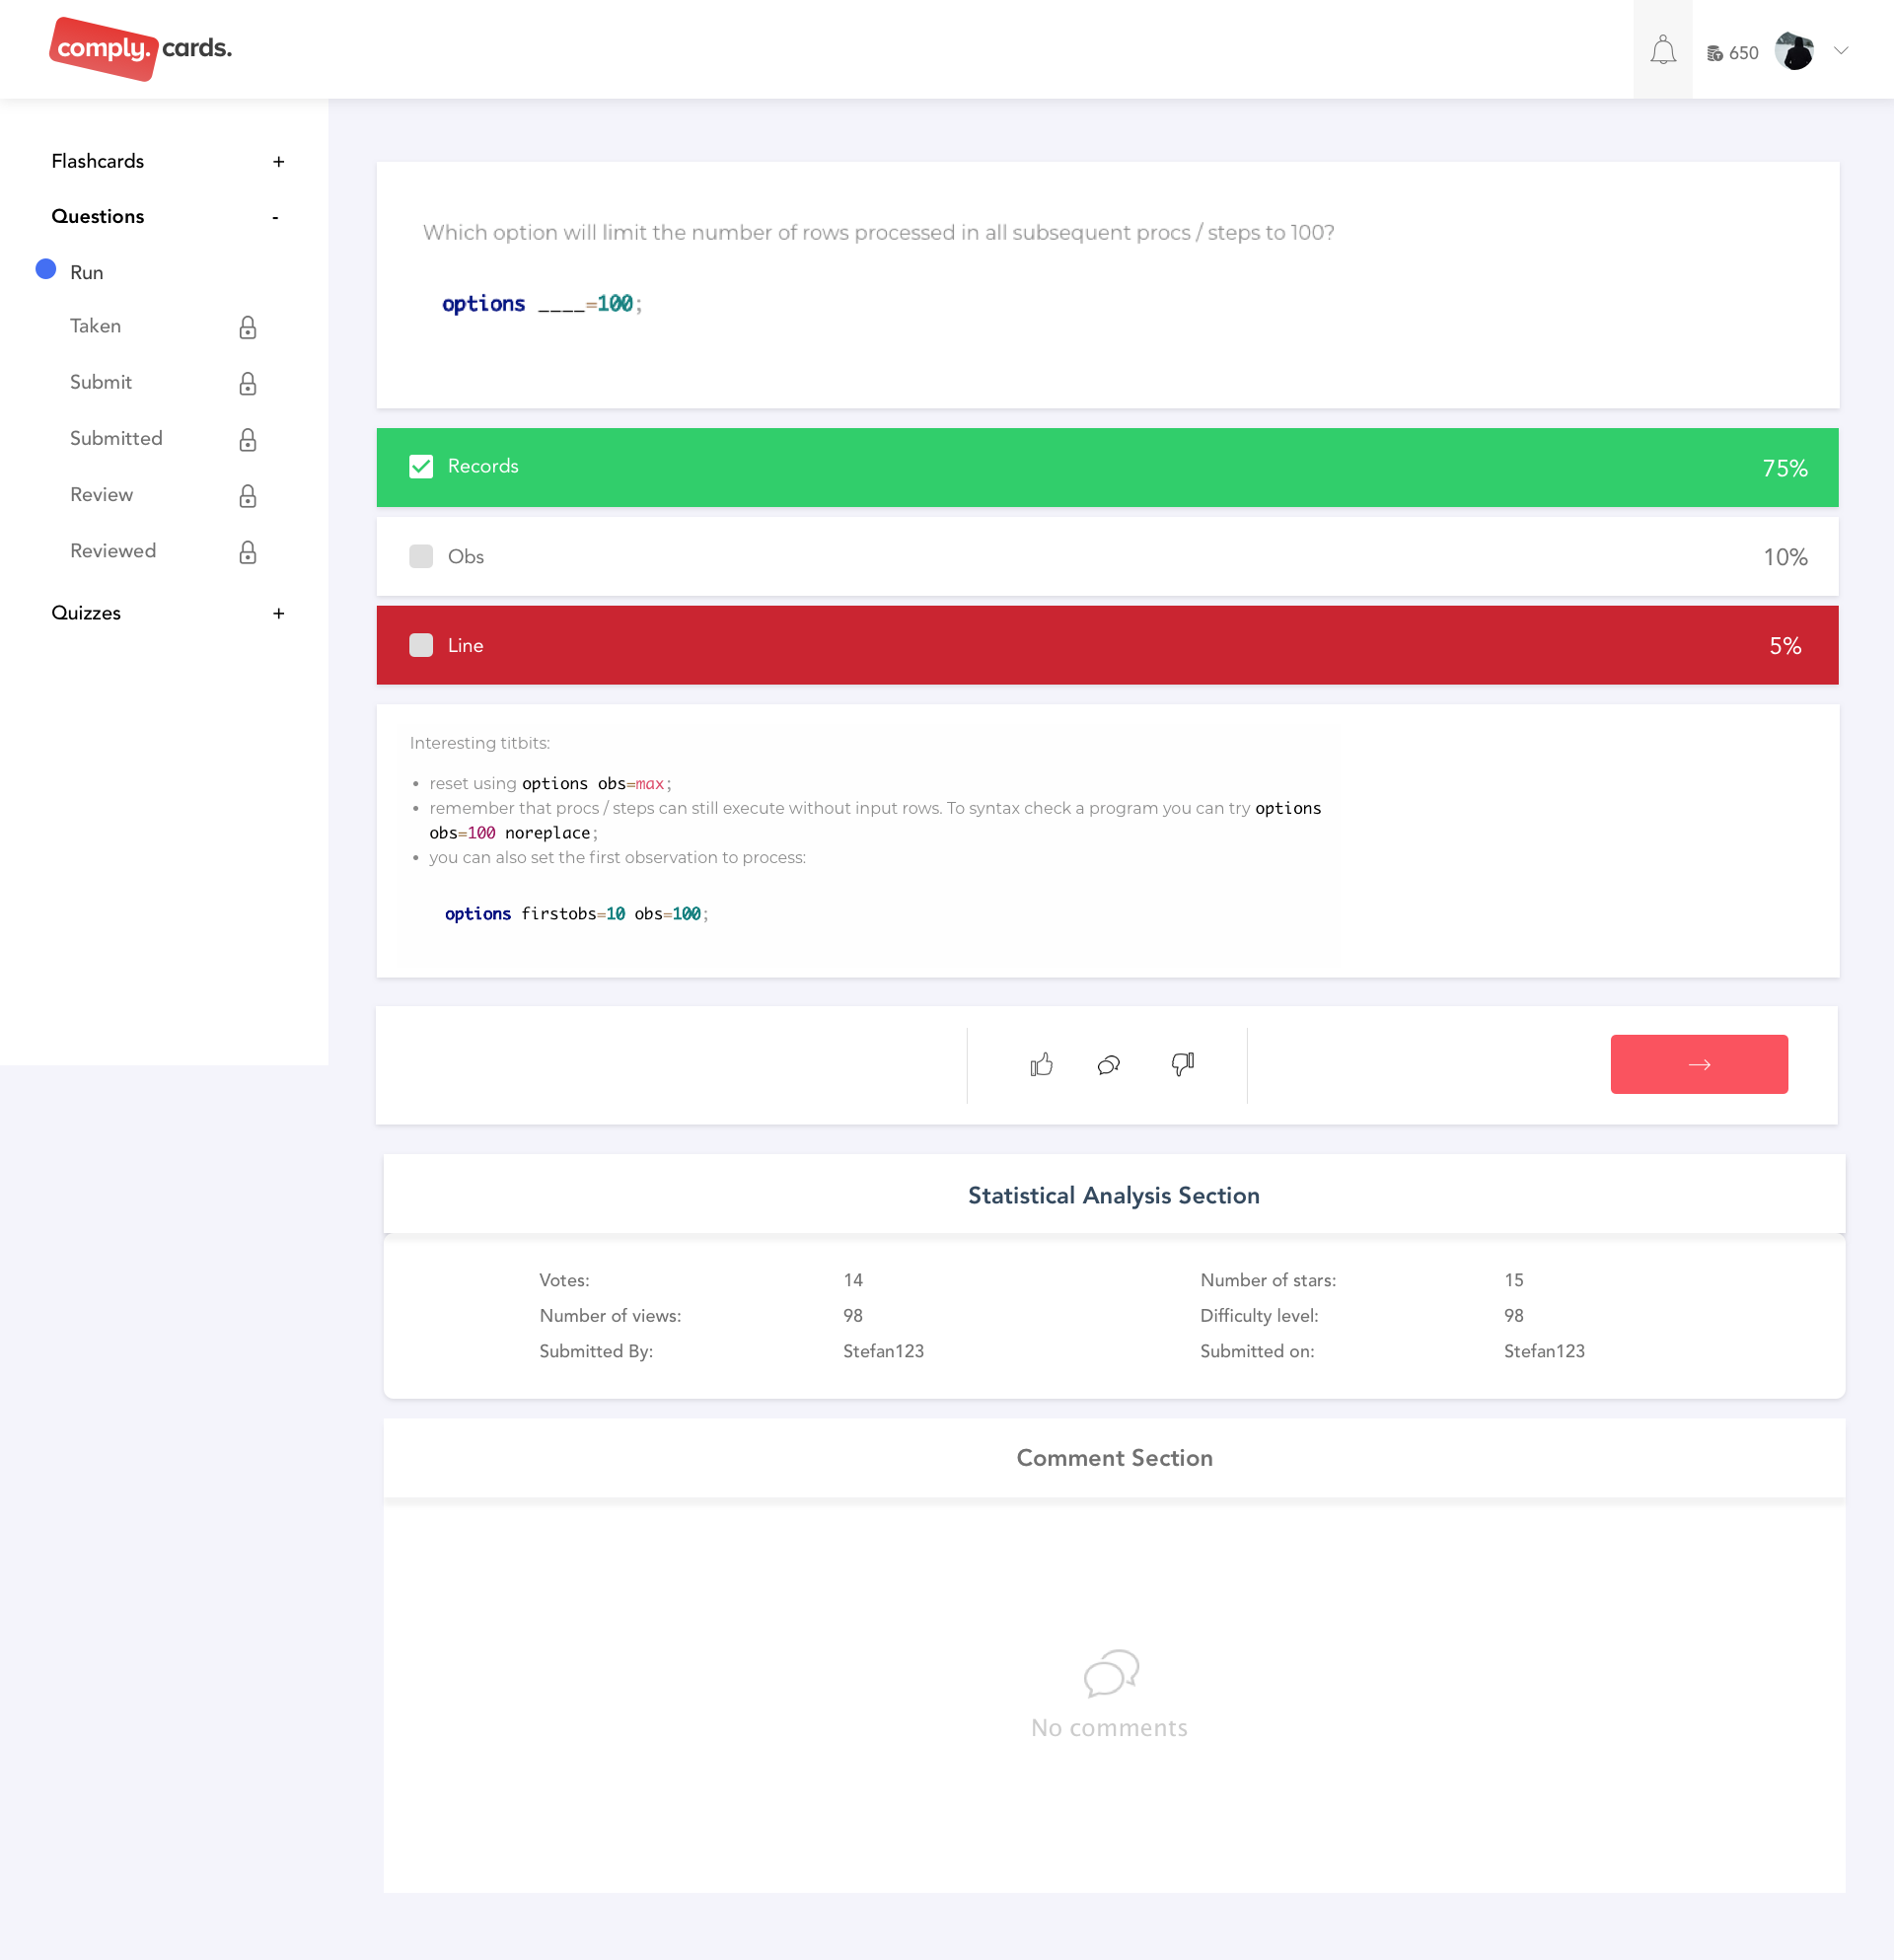 comply. cards.
650
Flashcards +
Questions -
Run
Taken
Submit
Submitted
Review
Reviewed
Quizzes +
Which option will limit the number of rows processed in all subsequent procs / steps to 100?
options ____=100;
Records 75%
Obs 10%
Line 5%
Interesting titbits:
• reset using options obs=max;
• remember that procs / steps can still execute without input rows. To syntax check a program you can try options
obs=100 noreplace;
• you can also set the first observation to process:
options firstobs=10 obs=100;
Statistical Analysis Section
Votes: 14 Number of stars: 15
Number of views: 98 Difficulty level: 98
Submitted By: Stefan123 Submitted on: Stefan123
Comment Section
No comments